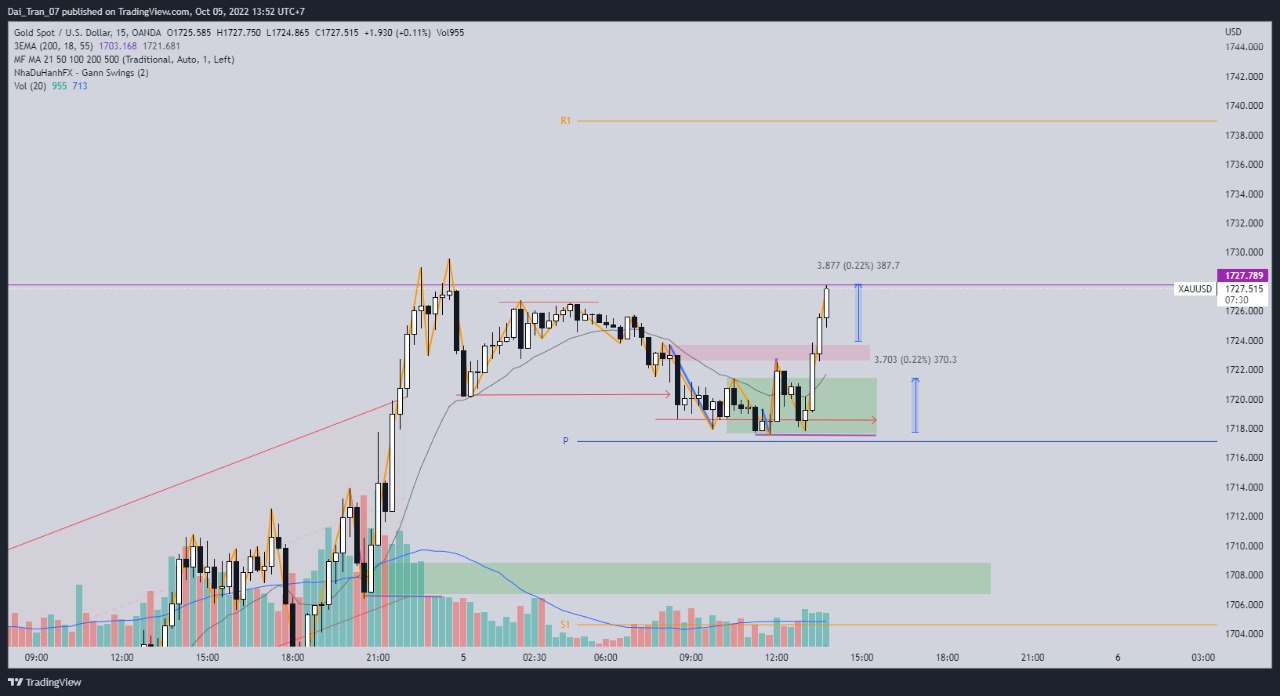 Dai_Tran_07 published on TradingView.com, Oct 05, 2022 13:52 UTC+7
Gold Spot / U.S. Dollar, 15, OANDA O1725.585 H1727.750 L1724.865 C1727.515 +1.930 (+0.11%) Vol955
3EMA (200, 18, 55) 1703.168 1721.681
MF MA 21 50 100 200 500 (Traditional, Auto, 1, Left)
NhaDuHanhFX - Gann Swings (2)
Vol (20) 955 713
USD
1744.000
1742.000
1740.000
R1
1738.000
1736.000
1734.000
1732.000
1730.000
3.877 (0.22%) 387.7
1727.789
XAUUSD 1727.515
07:30
1726.000
1724.000
3.703 (0.22%) 370.3
1722.000
1720.000
1718.000
P
1716.000
1714.000
1712.000
1710.000
1708.000
1706.000
S1
1704.000
09:00 12:00 15:00 18:00 21:00 5 02:30 06:00 09:00 12:00 15:00 18:00 21:00 6 03:00
TradingView